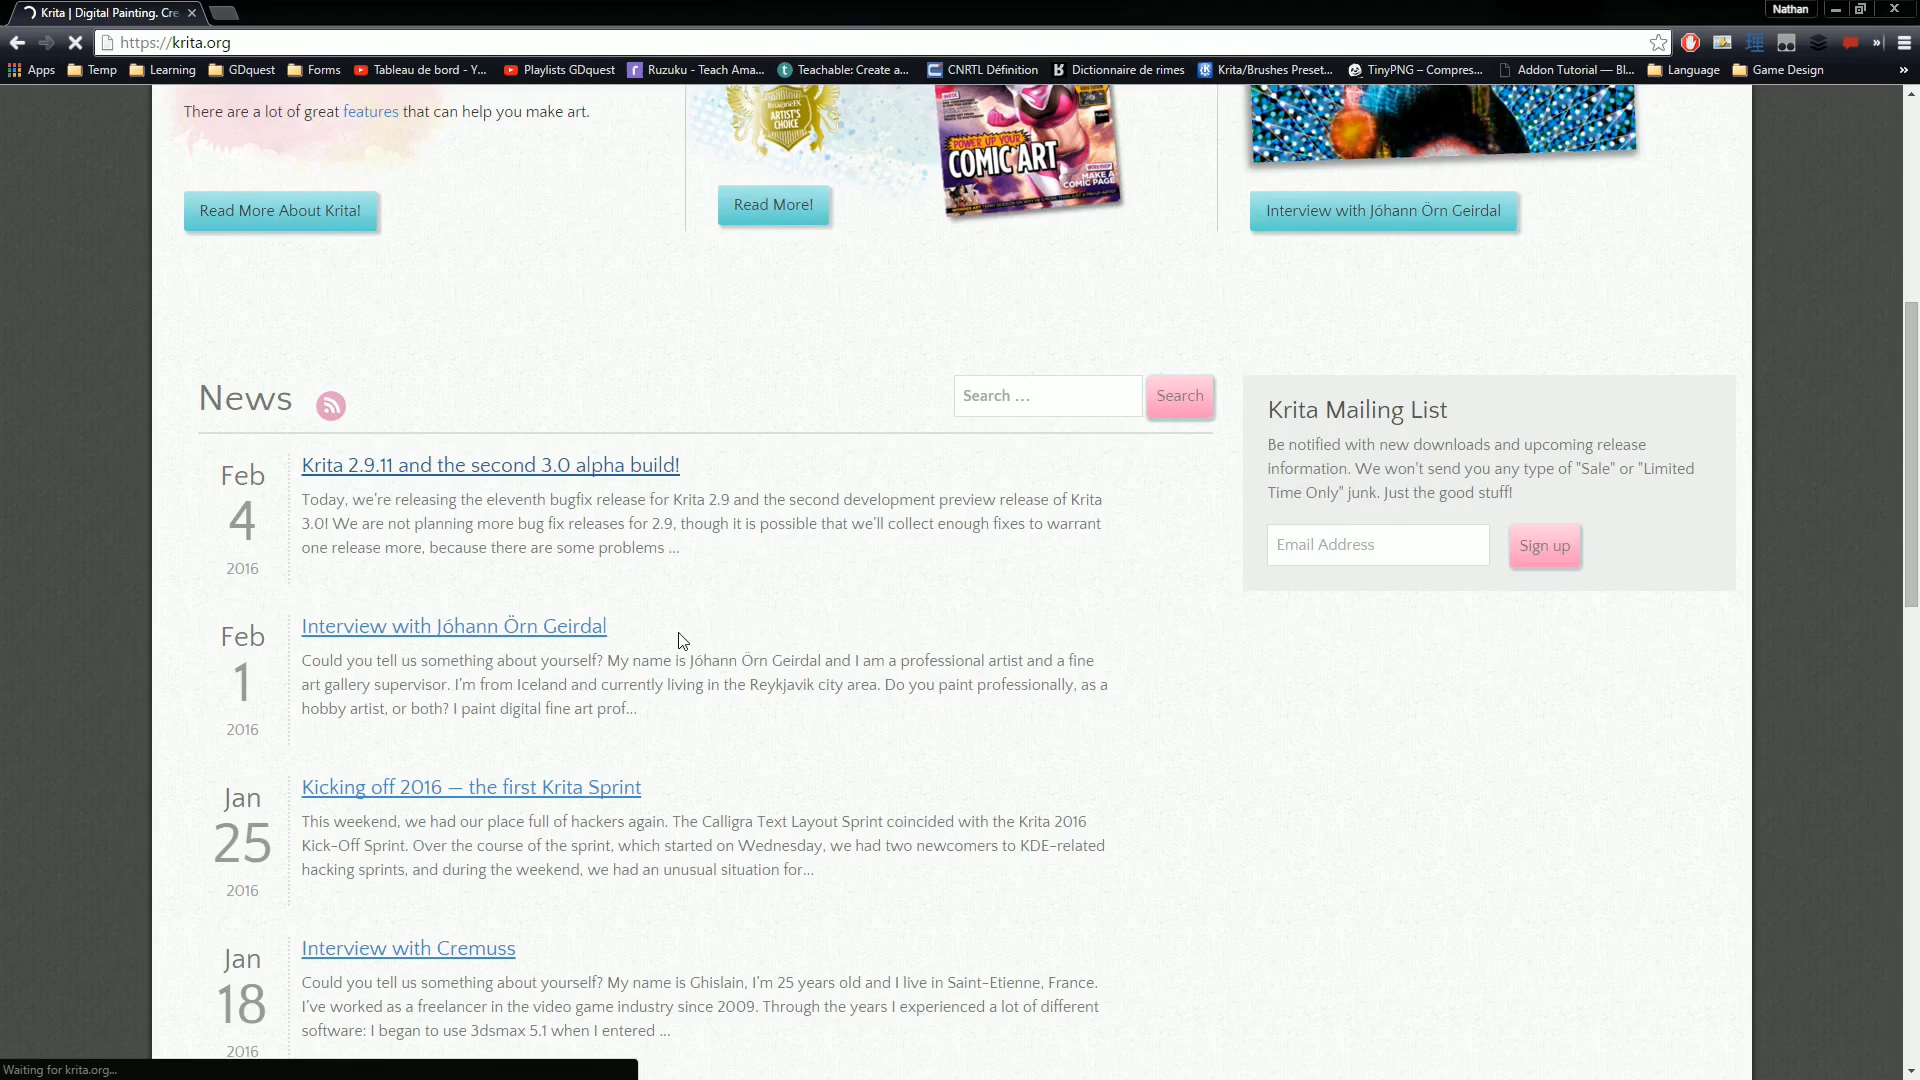 Krita | Digital Painting. Cre
Nathan
https://krita.org
Apps Temp Learning GDquest Forms Tableau de bord - Y... Playlists GDquest Ruzuku - Teach Ama... Teachable: Create a... CNRTL Définition Dictionnaire de rimes Krita/Brushes Preset... TinyPNG – Compres... Addon Tutorial — Bl... Language Game Design
There are a lot of great features that can help you make art.
ARTIST'S
CHOICE
POWER UP YOUR
COMIC ART
MAKE A
COMIC PAGE
Read More About Krita!
Read More!
Interview with Jóhann Örn Geirdal
News
Search ...
Search
Krita Mailing List
Be notified with new downloads and upcoming release
information. We won't send you any type of "Sale" or "Limited
Time Only" junk. Just the good stuff!
Email Address
Sign up
Feb
4
2016
Krita 2.9.11 and the second 3.0 alpha build!
Today, we're releasing the eleventh bugfix release for Krita 2.9 and the second development preview release of Krita
3.0! We are not planning more bug fix releases for 2.9, though it is possible that we'll collect enough fixes to warrant
one release more, because there are some problems ...
Feb
1
2016
Interview with Jóhann Örn Geirdal
Could you tell us something about yourself? My name is Jóhann Örn Geirdal and I am a professional artist and a fine
art gallery supervisor. I'm from Iceland and currently living in the Reykjavik city area. Do you paint professionally, as a
hobby artist, or both? I paint digital fine art prof...
Jan
25
2016
Kicking off 2016 — the first Krita Sprint
This weekend, we had our place full of hackers again. The Calligra Text Layout Sprint coincided with the Krita 2016
Kick-Off Sprint. Over the course of the sprint, which started on Wednesday, we had two newcomers to KDE-related
hacking sprints, and during the weekend, we had an unusual situation for...
Jan
18
2016
Interview with Cremuss
Could you tell us something about yourself? My name is Ghislain, I'm 25 years old and I live in Saint-Etienne, France.
I've worked as a freelancer in the video game industry since 2009. Through the years I experienced a lot of different
software: I began to use 3dsmax 5.1 when I entered ...
Waiting for krita.org...